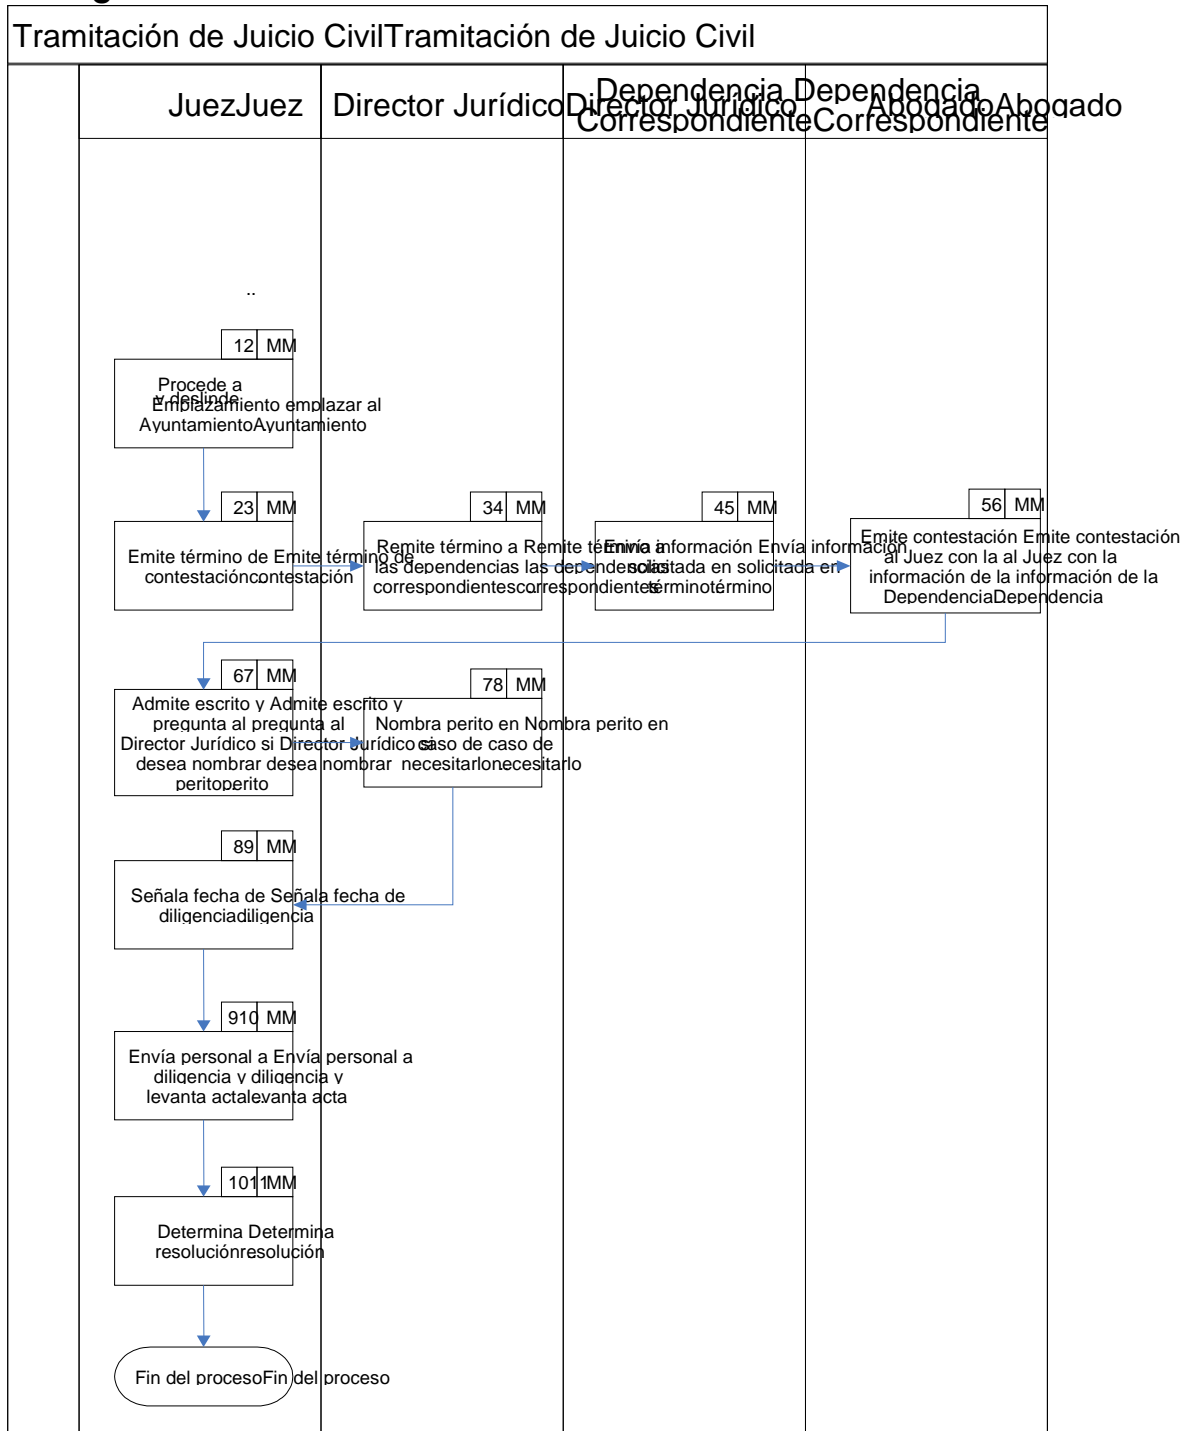 Tramitación de Juicio CivilTramitación de Juicio Civil
JuezJuez
Director JurídicoDirector Jurídico
Dependencia Dependencia
CorrespondienteCorrespondiente
AbogadoAbogado
..
12 MM
Procede a
y deslinde
Emplazamiento emplazar al
AyuntamientoAyuntamiento
23 MM
Emite término de Emite término de
contestacióncontestación
34 MM
Remite término a Remite término a
las dependencias las dependencias
correspondientescorrespondientes
45 MM
Envía información Envía información
solicitada en solicitada en
términotérmino
56 MM
Emite contestación Emite contestación
al Juez con la al Juez con la
información de la información de la
DependenciaDependencia
67 MM
Admite escrito y Admite escrito y
pregunta al pregunta al
Director Jurídico si Director Jurídico si
desea nombrar desea nombrar
peritoperito
78 MM
Nombra perito en Nombra perito en
caso de caso de
necesitarlonecesitarlo
89 MM
Señala fecha de Señala fecha de
diligenciadiligencia
910 MM
Envía personal a Envía personal a
diligencia y diligencia y
levanta actalevanta acta
1011 MM
Determina Determina
resoluciónresolución
Fin del procesoFin del proceso